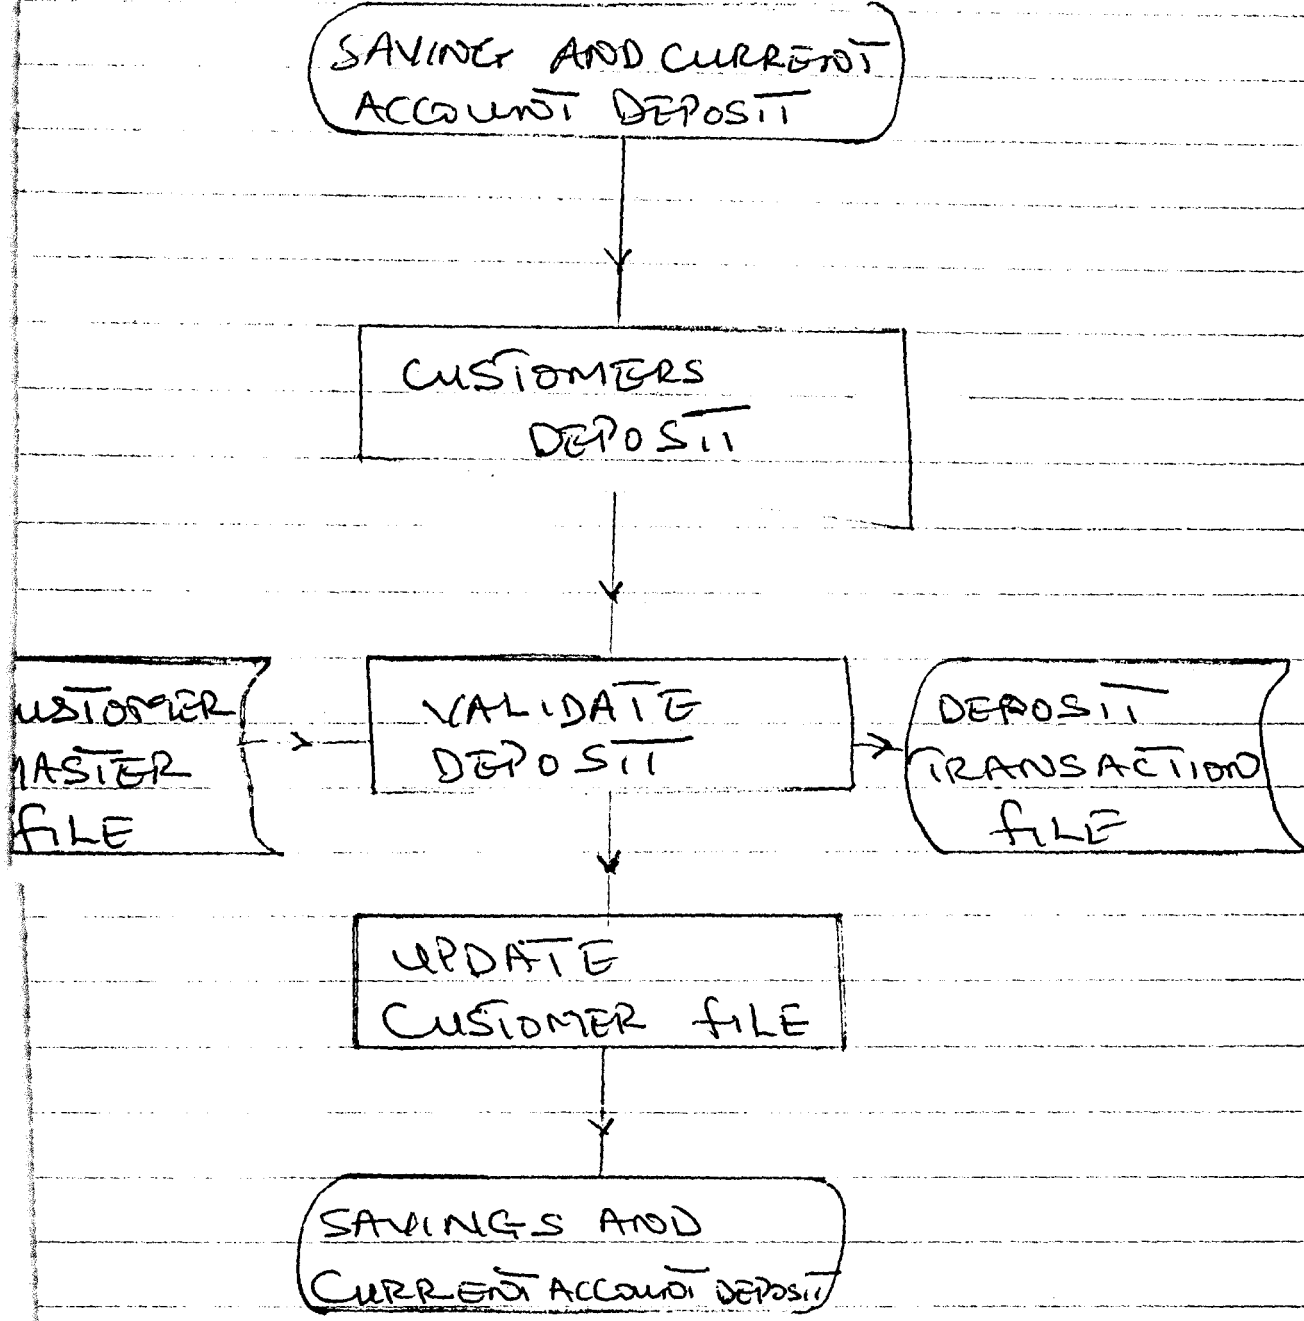 SAVING AND CURRENT
ACCOUNT DEPOSIT
CUSTOMERS
DEPOSIT
USTOMER
MASTER
FILE
VALIDATE
DEPOSIT
DEPOSIT
TRANSACTION
FILE
UPDATE
CUSTOMER FILE
SAVINGS AND
CURRENT ACCOUNT DEPOSIT